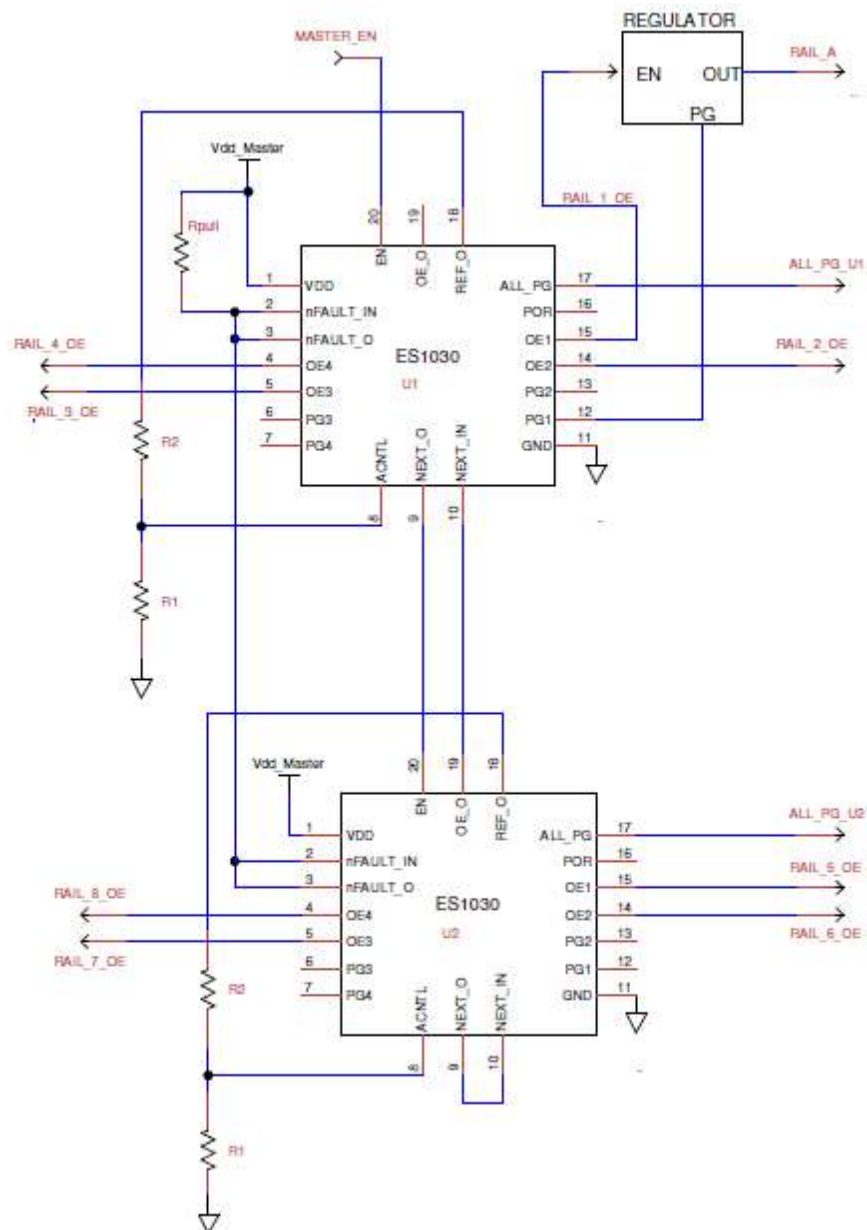 REGULATOR
MASTER_EN
RAIL_A
EN OUT
PG
Vdd_Master
RAIL_1_OE
Rpull
20
19
18
EN
OE_O
REF_O
1 VDD
2 nFAULT_IN
3 nFAULT_O
4 OE4
5 OE3
6 PG3
7 PG4
ALL_PG 17
POR 16
OE1 15
OE2 14
PG2 13
PG1 12
GND 11
ES1030
U1
ALL_PG_U1
RAIL_2_OE
RAIL_4_OE
RAIL_3_OE
ACNTL
NEXT_O
NEXT_IN
8
9
10
R2
R1
Vdd_Master
20
19
18
EN
OE_O
REF_O
1 VDD
2 nFAULT_IN
3 nFAULT_O
4 OE4
5 OE3
6 PG3
7 PG4
ALL_PG 17
POR 16
OE1 15
OE2 14
PG2 13
PG1 12
GND 11
ES1030
U2
ALL_PG_U2
RAIL_5_OE
RAIL_6_OE
RAIL_8_OE
RAIL_7_OE
ACNTL
NEXT_O
NEXT_IN
8
9
10
R2
R1